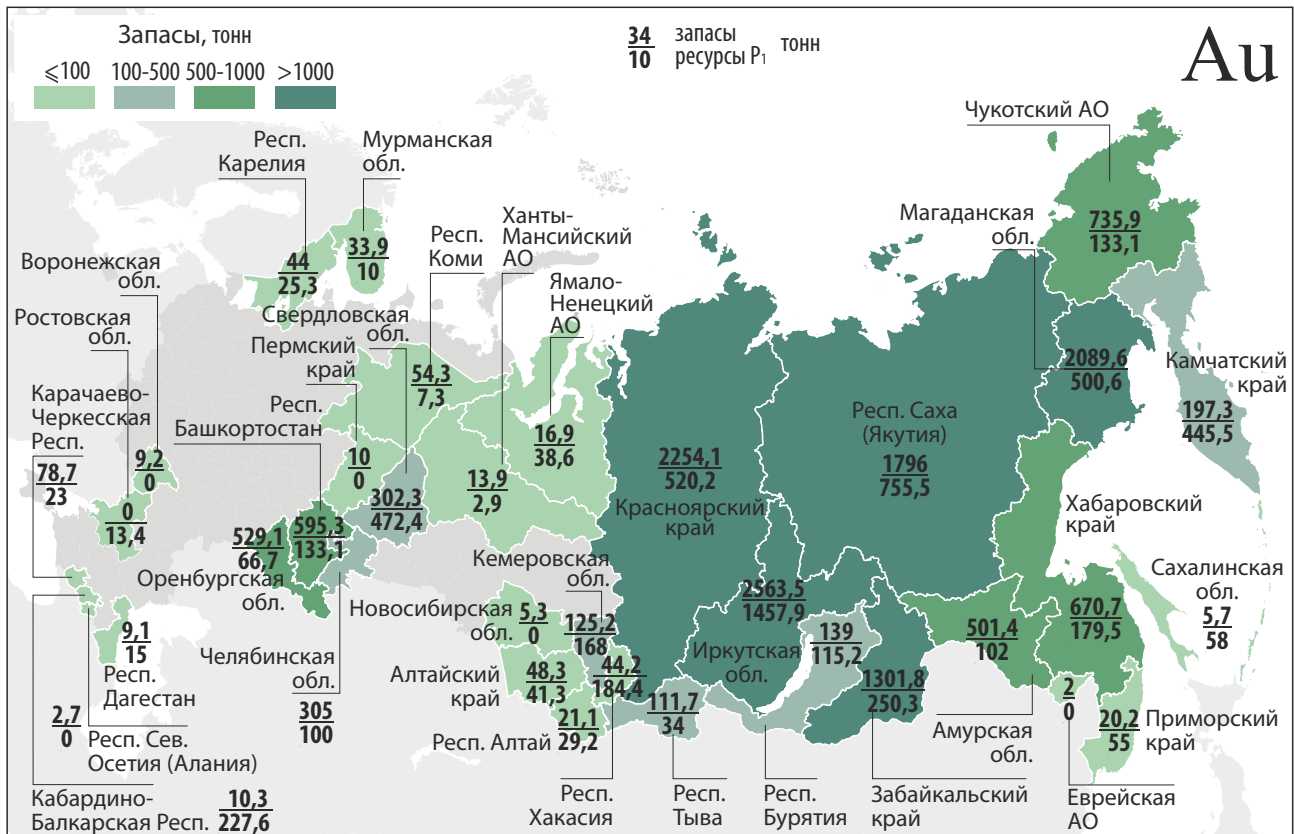 Запасы, тонн
⩽100 100-500 500-1000 >1000
34 запасы
10 ресурсы P₁ тонн
Au
Чукотский АО
735,9
133,1
Магаданская
обл.
2089,6
500,6
Камчатский
край
197,3
445,5
Респ.
Карелия
44
25,3
Мурманская
обл.
33,9
10
Воронежская
обл.
9,2
0
Ростовская
обл.
0
13,4
Карачаево-
Черкесская
Респ.
78,7
23
Свердловская
обл.
302,3
472,4
Пермский
край
10
0
Респ.
Башкортостан
595,3
133,1
Респ.
Коми
54,3
7,3
Ханты-
Мансийский
АО
13,9
2,9
Ямало-
Ненецкий
АО
16,9
38,6
2254,1
520,2
Красноярский
край
Респ. Саха
(Якутия)
1796
755,5
Хабаровский
край
670,7
179,5
Сахалинская
обл.
5,7
58
529,1
66,7
Оренбургская
обл.
Кемеровская
обл.
125,2
168
Новосибирская
обл.
5,3
0
Алтайский
край
48,3
41,3
Респ. Алтай
21,1
29,2
44,2
184,4
Респ.
Хакасия
111,7
34
Респ.
Тыва
2563,5
1457,9
Иркутская
обл.
139
115,2
Респ.
Бурятия
1301,8
250,3
Забайкальский
край
501,4
102
Амурская
обл.
2
0
Еврейская
АО
20,2
55
Приморский
край
9,1
15
Респ.
Дагестан
Челябинская
обл.
305
100
2,7
0
Респ. Сев.
Осетия (Алания)
Кабардино-
Балкарская Респ.
10,3
227,6